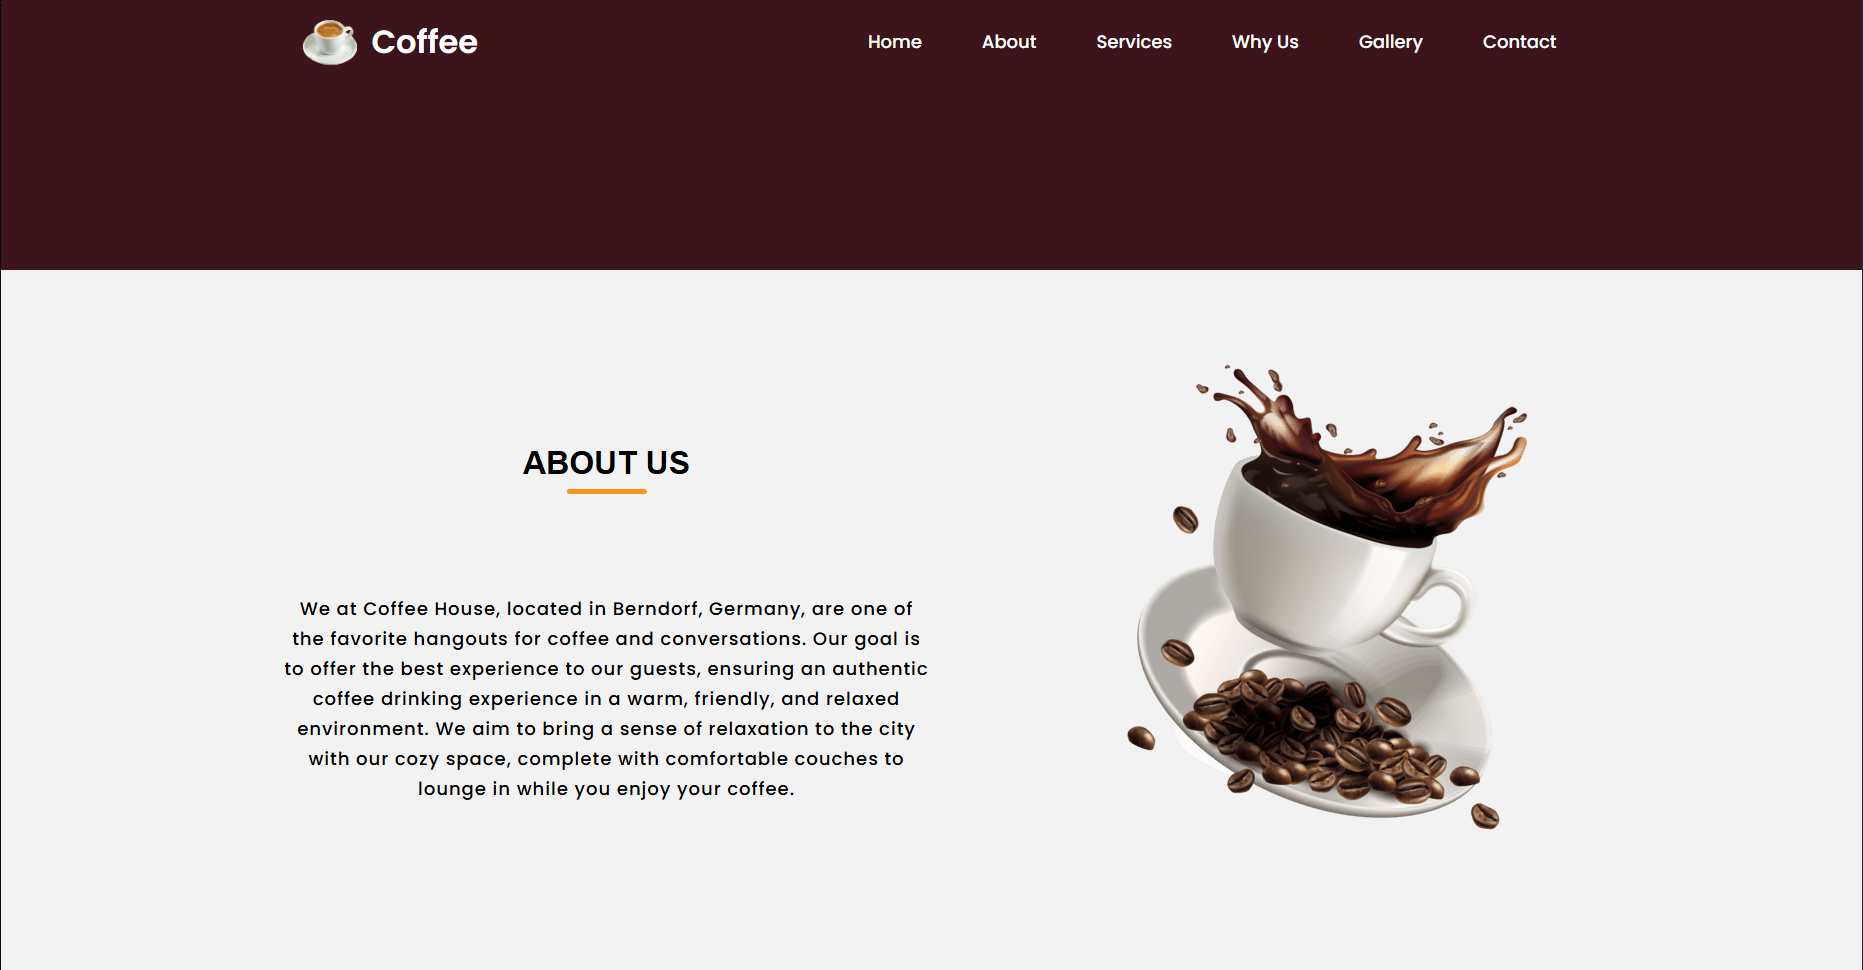 Coffee
Home About Services Why Us Gallery Contact
ABOUT US
We at Coffee House, located in Berndorf, Germany, are one of
the favorite hangouts for coffee and conversations. Our goal is
to offer the best experience to our guests, ensuring an authentic
coffee drinking experience in a warm, friendly, and relaxed
environment. We aim to bring a sense of relaxation to the city
with our cozy space, complete with comfortable couches to
lounge in while you enjoy your coffee.